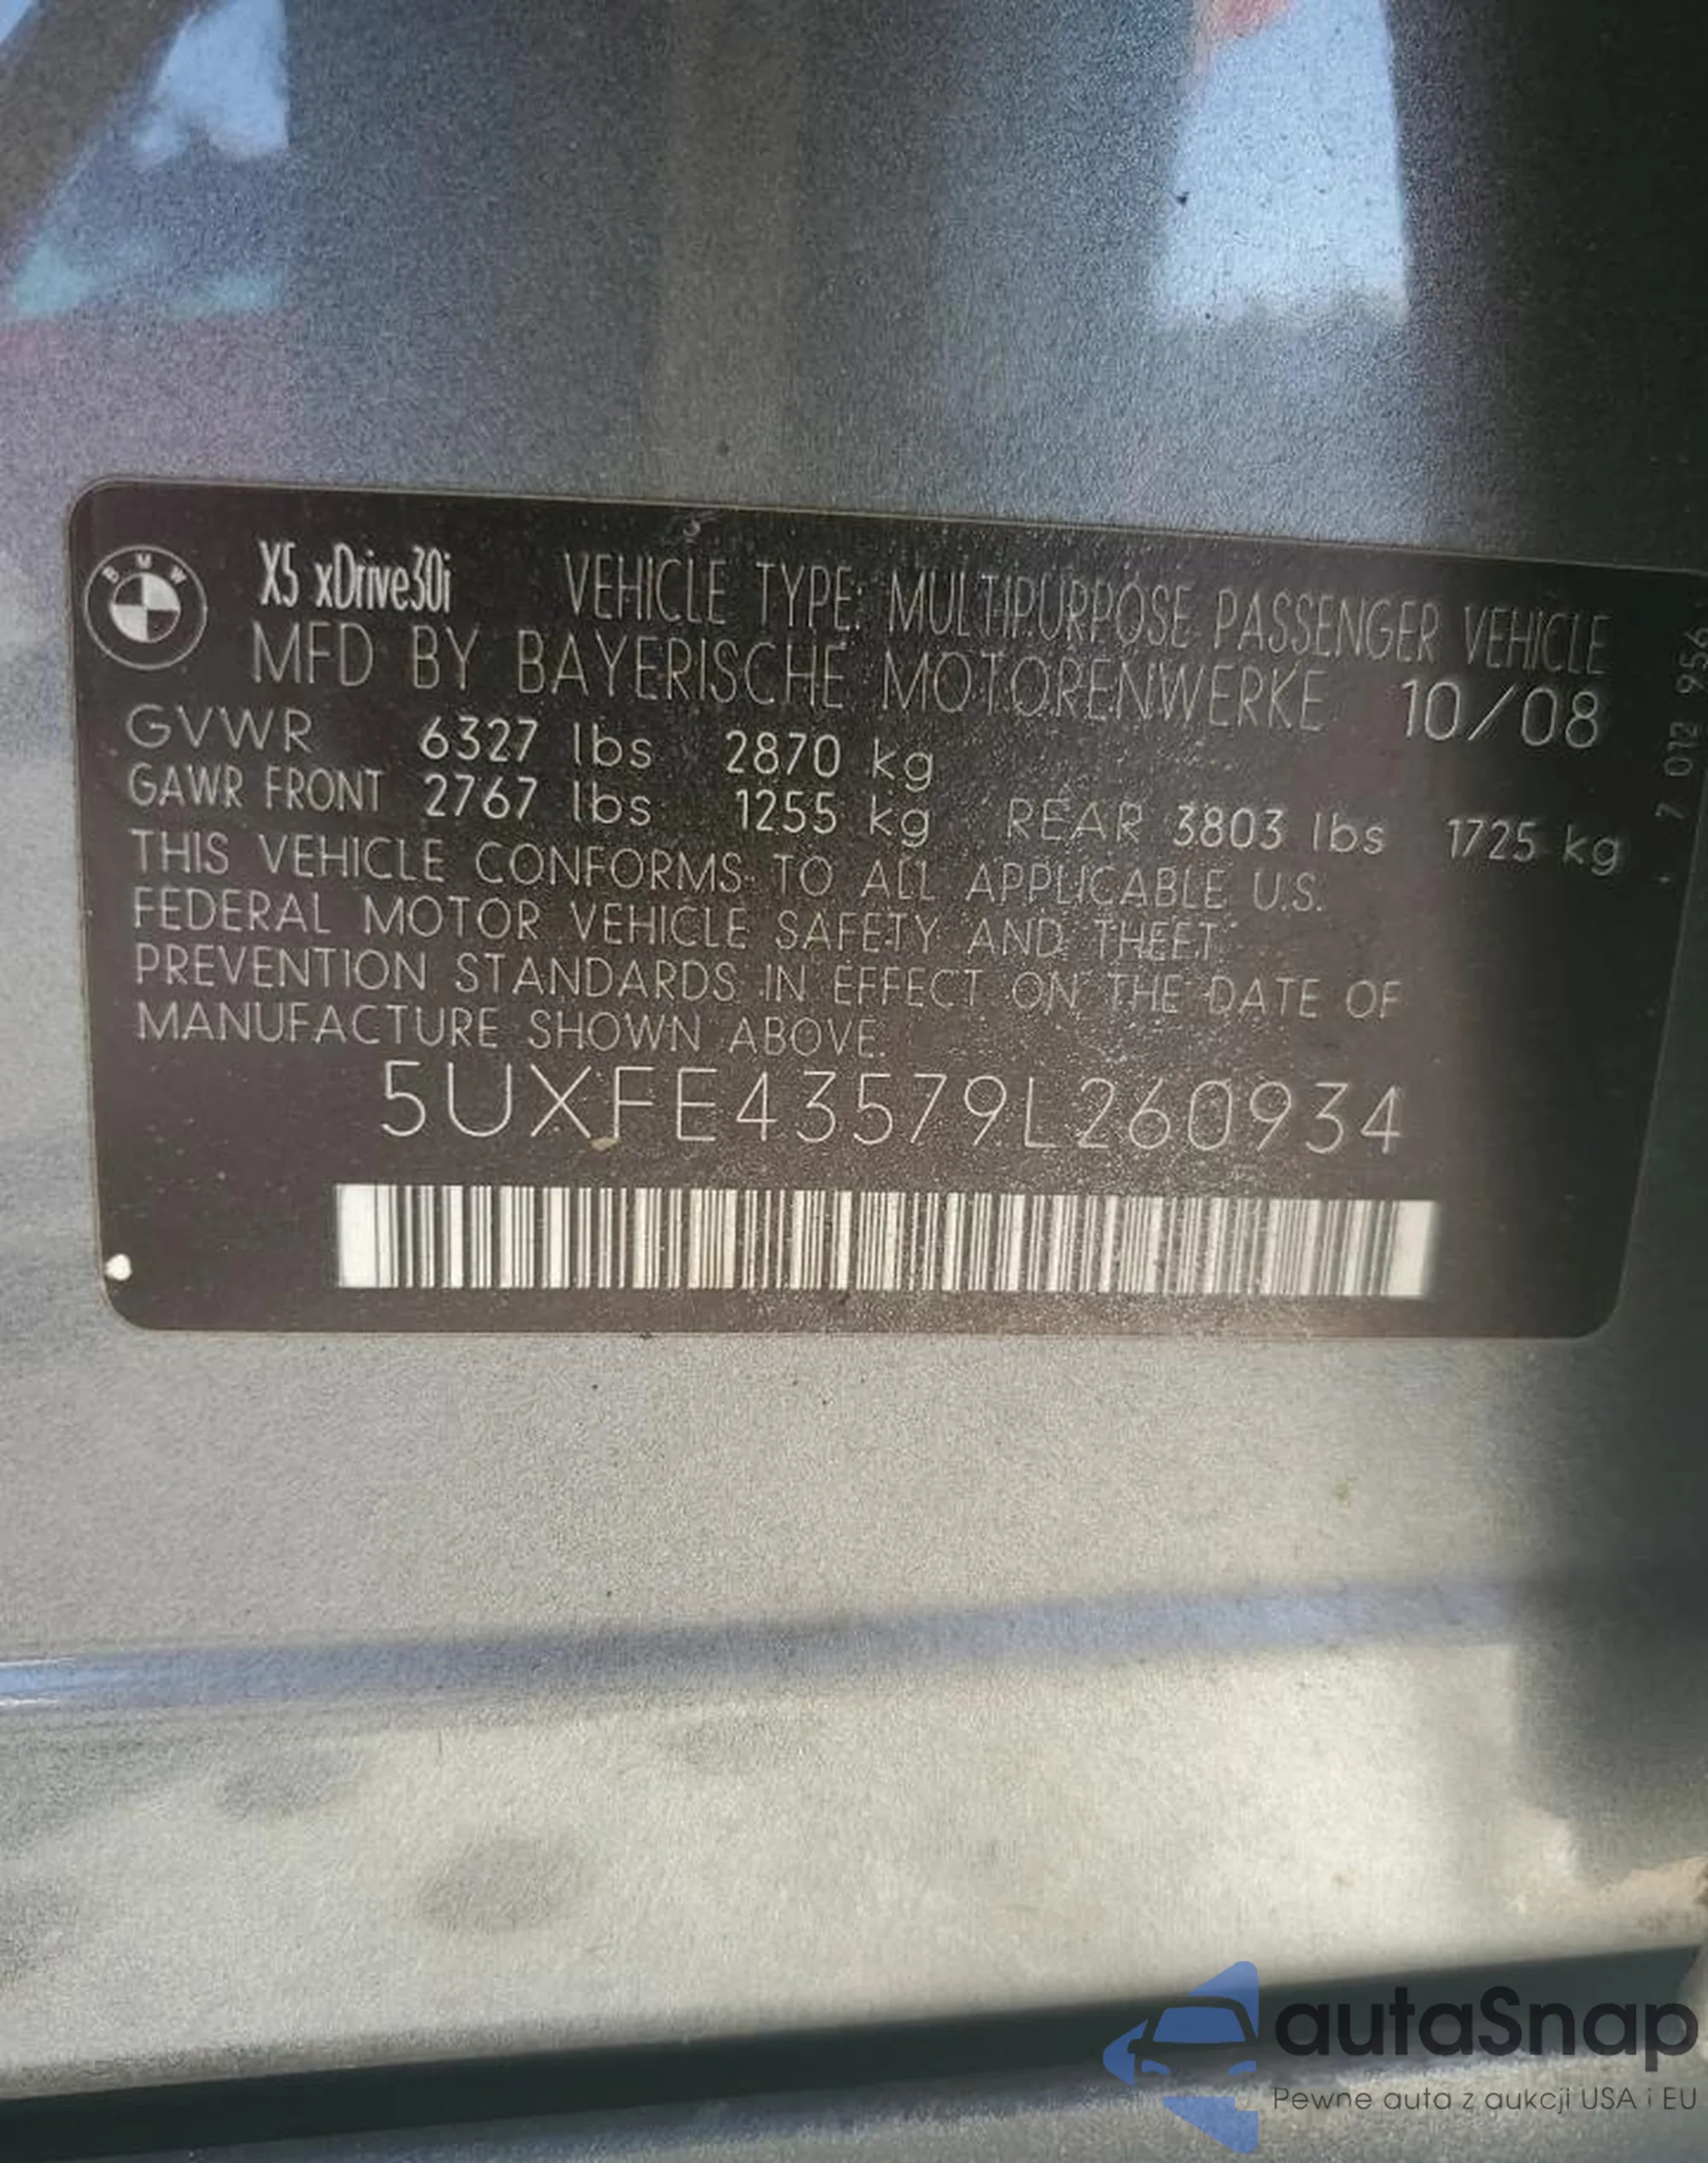 BMW
X5 xDrive30i VEHICLE TYPE: MULTIPURPOSE PASSENGER VEHICLE
MFD BY BAYERISCHE MOTORENWERKE 10/08
GVWR 6327 lbs 2870 kg
GAWR FRONT 2767 lbs 1255 kg REAR 3803 lbs 1725 kg
THIS VEHICLE CONFORMS TO ALL APPLICABLE U.S.
FEDERAL MOTOR VEHICLE SAFETY AND THEFT
PREVENTION STANDARDS IN EFFECT ON THE DATE OF
MANUFACTURE SHOWN ABOVE.
5UXFE43579L260934
7 012 954
autaSnap
Pewne auta z aukcji USA i EU